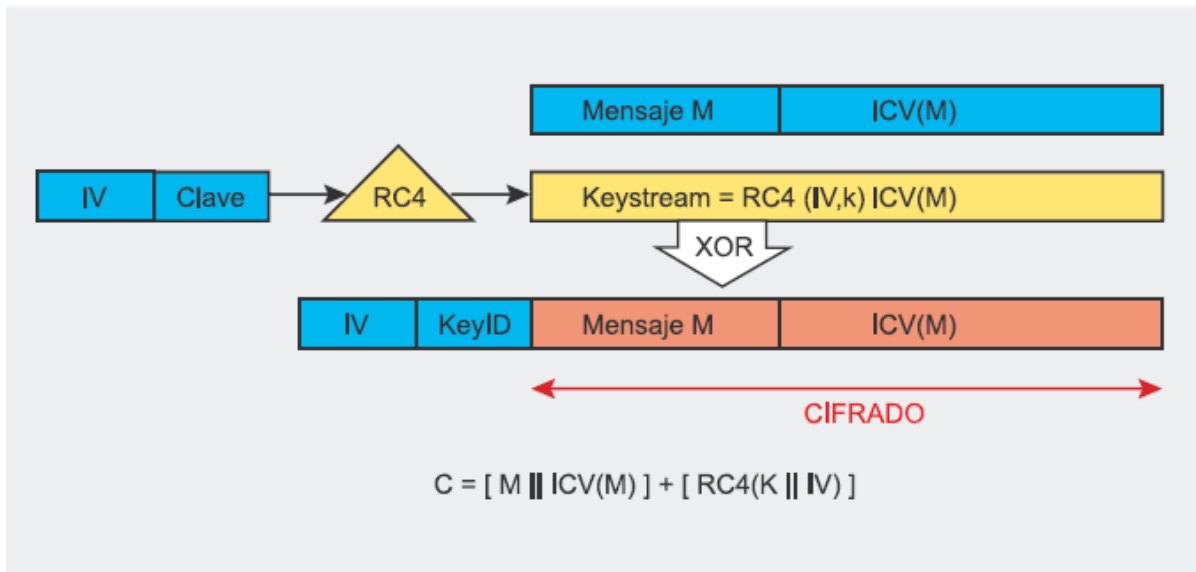 Mensaje M ICV(M)
IV Clave RC4 Keystream = RC4 (IV,k) ICV(M)
XOR
IV KeyID Mensaje M ICV(M)
CIFRADO
C = [ M || ICV(M) ] + [ RC4(K || IV) ]